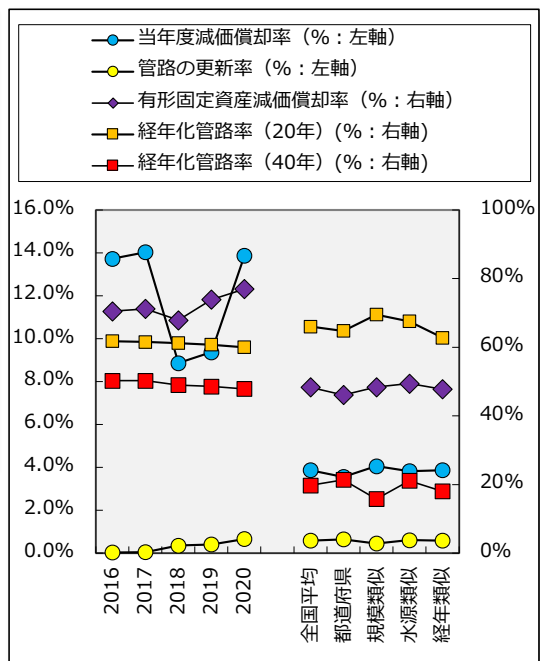 当年度減価償却率（%：左軸）
管路の更新率（%：左軸）
有形固定資産減価償却率（%：右軸）
経年化管路率（20年）(%：右軸)
経年化管路率（40年）(%：右軸)
16.0%
14.0%
12.0%
10.0%
8.0%
6.0%
4.0%
2.0%
0.0%
100%
80%
60%
40%
20%
0%
2016
2017
2018
2019
2020
全国平均
都道府県
規模類似
水源類似
経年類似